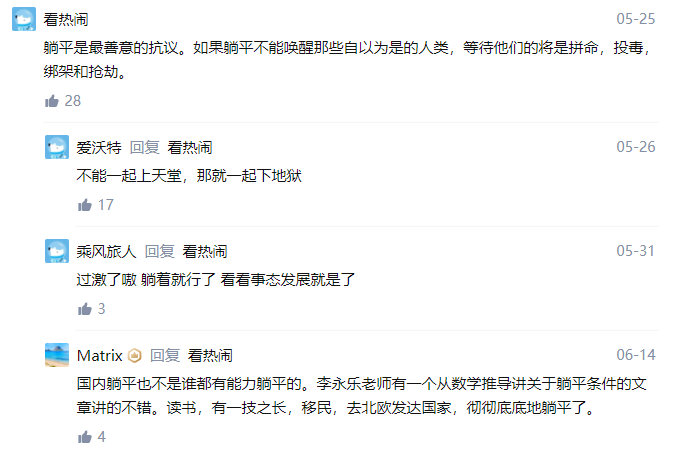 看热闹 05-25
躺平是最善意的抗议。如果躺平不能唤醒那些自以为是的人类，等待他们的将是拼命，投毒，
绑架和抢劫。
28
爱沃特 回复 看热闹 05-26
不能一起上天堂，那就一起下地狱
17
乘风旅人 回复 看热闹 05-31
过激了嗷 躺着就行了 看看事态发展就是了
3
Matrix 回复 看热闹 06-14
国内躺平也不是谁都有能力躺平的。李永乐老师有一个从数学推导讲关于躺平条件的文
章讲的不错。读书，有一技之长，移民，去北欧发达国家，彻彻底底地躺平了。
4